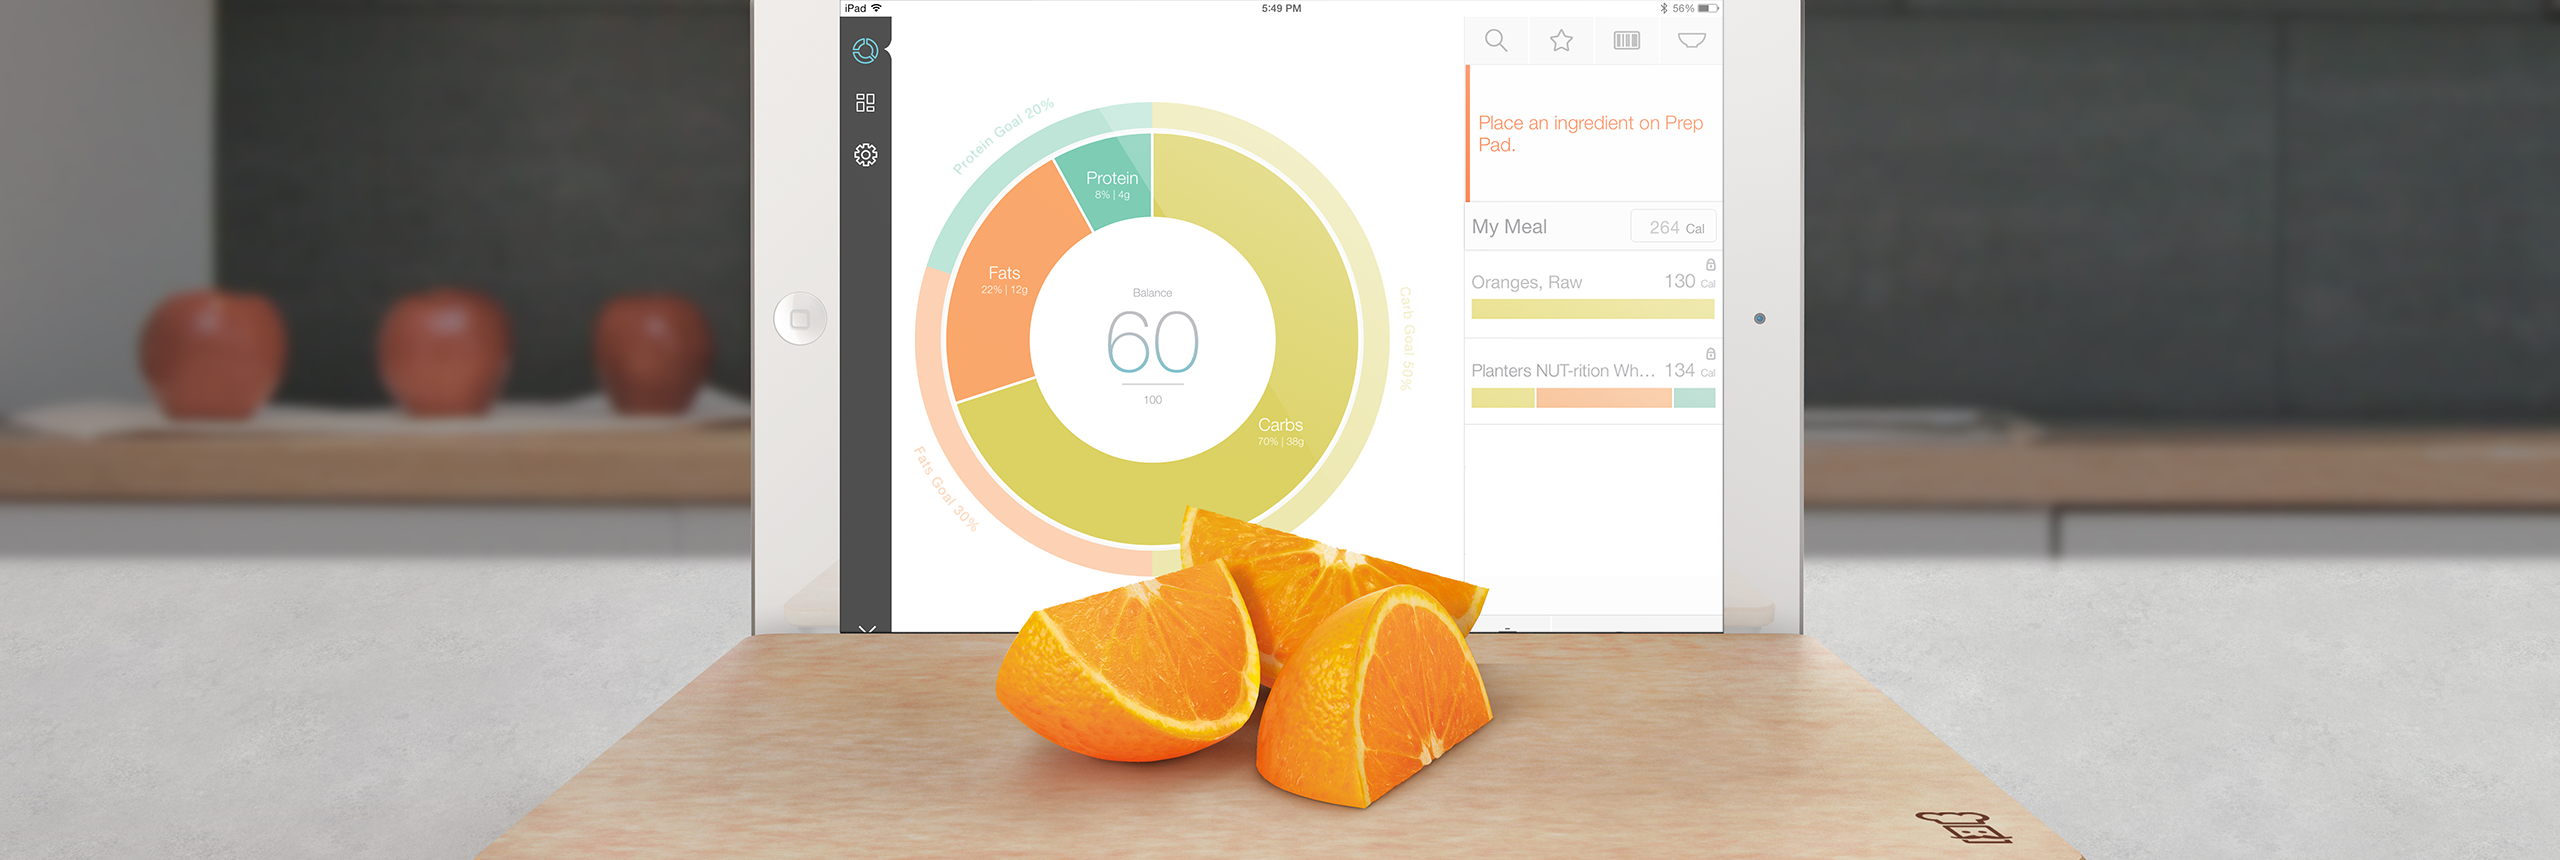 iPad
5:49 PM
56%
Place an ingredient on Prep
Pad.
My Meal
264 Cal
Oranges, Raw
130 Cal
Planters NUT-rition Wh...
134 Cal
Protein Goal 20%
Protein
8% | 4g
Fats
22% | 12g
Balance
60
100
Carbs
70% | 38g
Carb Goal 50%
Fats Goal 30%